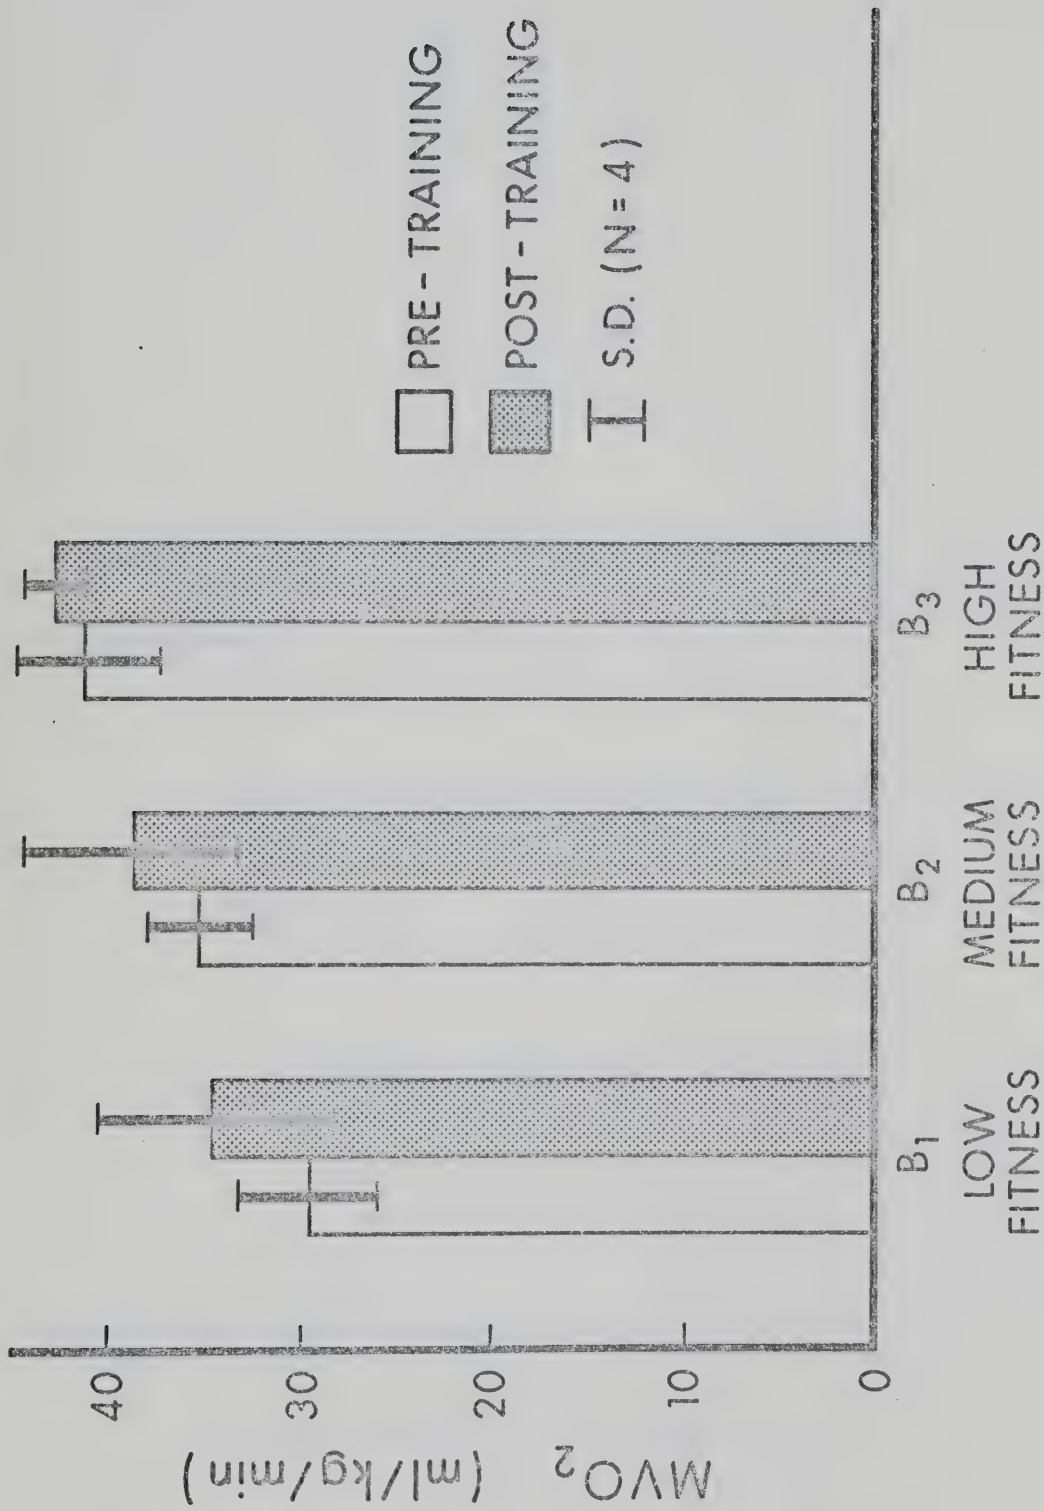 MVO2 (ml/kg/min)
40
30
20
10
0
PRE-TRAINING
POST-TRAINING
S.D. (N=4)
B1
LOW
FITNESS
B2
MEDIUM
FITNESS
B3
HIGH
FITNESS